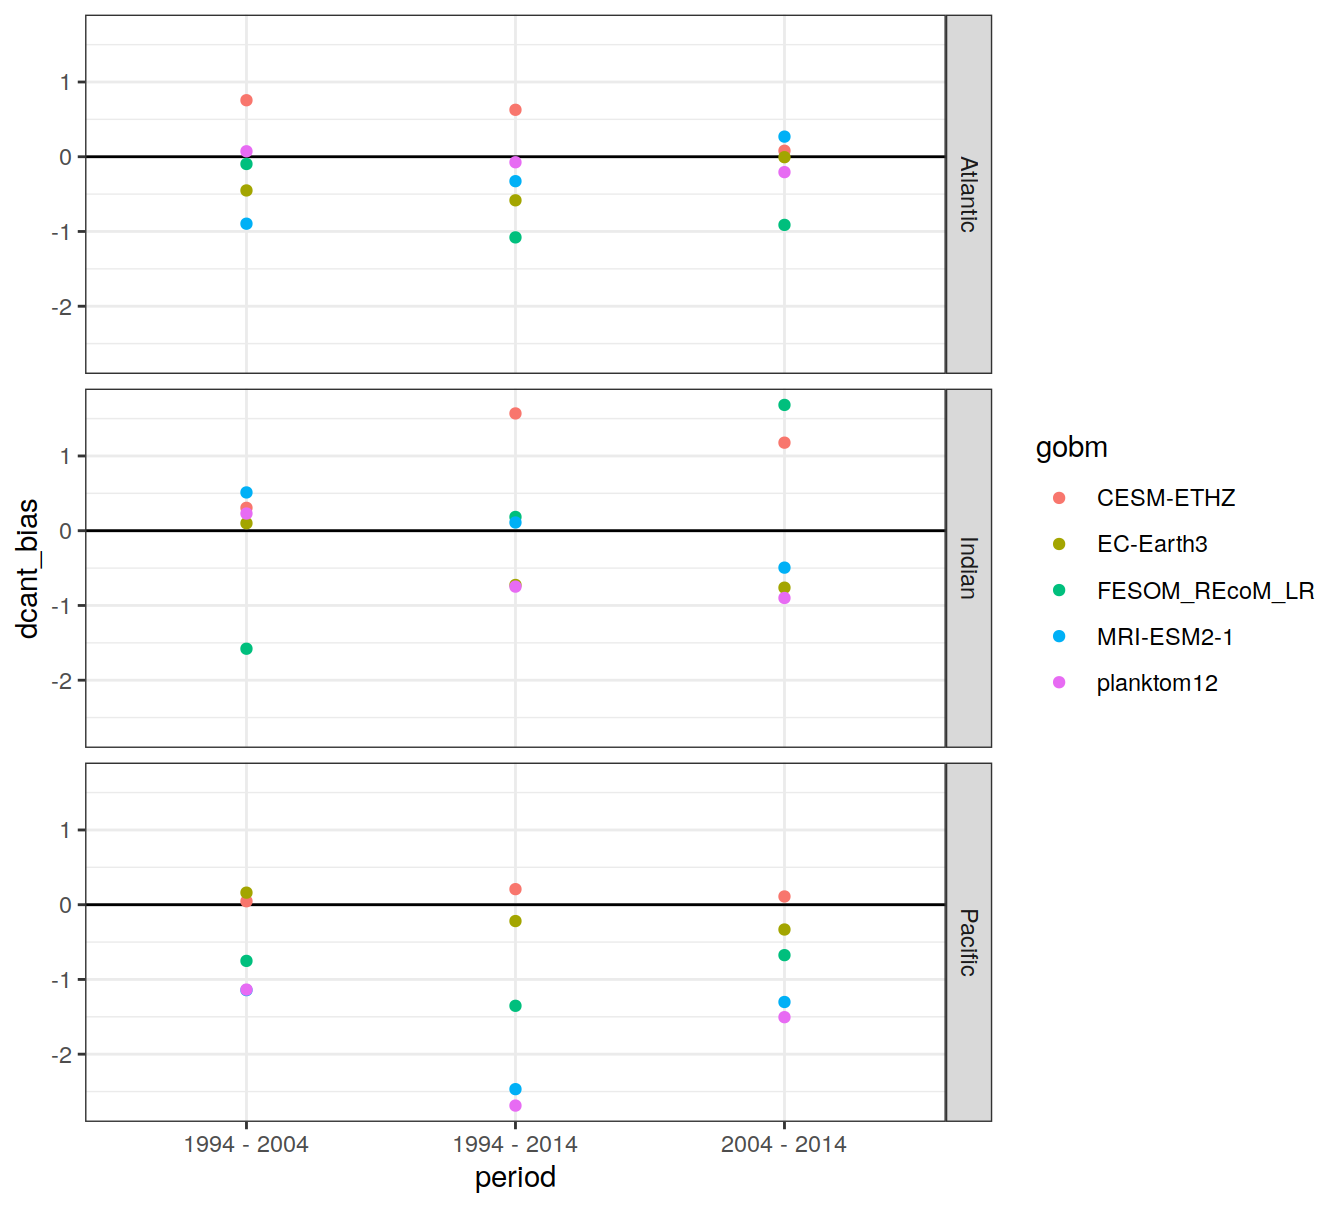 1
0
-1
-2
Atlantic
1
0
-1
-2
Indian
1
0
-1
-2
Pacific
dcant_bias
1994 - 2004
1994 - 2014
2004 - 2014
period
gobm
CESM-ETHZ
EC-Earth3
FESOM_REcoM_LR
MRI-ESM2-1
planktom12